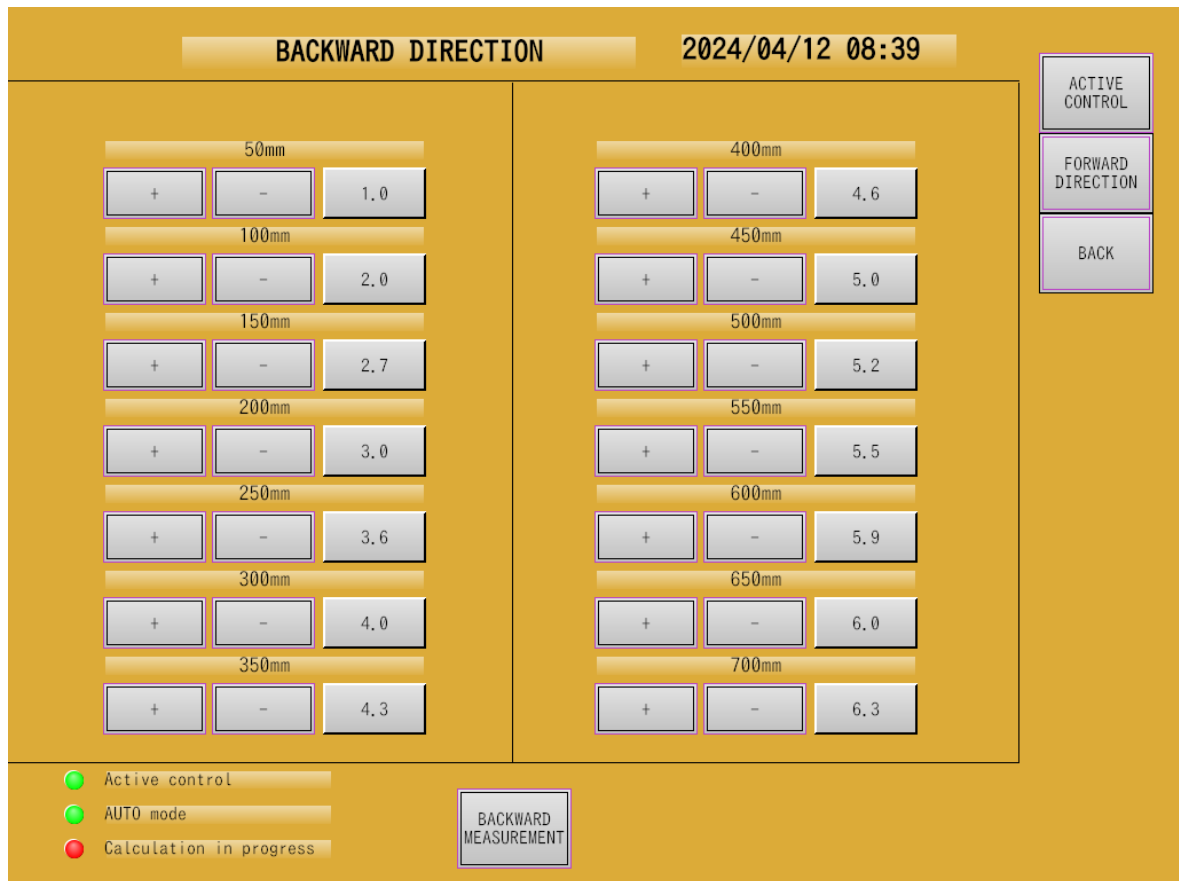 BACKWARD DIRECTION
2024/04/12 08:39
ACTIVE
CONTROL
FORWARD
DIRECTION
BACK
50mm
+ - 1.0
100mm
+ - 2.0
150mm
+ - 2.7
200mm
+ - 3.0
250mm
+ - 3.6
300mm
+ - 4.0
350mm
+ - 4.3
400mm
+ - 4.6
450mm
+ - 5.0
500mm
+ - 5.2
550mm
+ - 5.5
600mm
+ - 5.9
650mm
+ - 6.0
700mm
+ - 6.3
Active control
AUTO mode
Calculation in progress
BACKWARD
MEASUREMENT